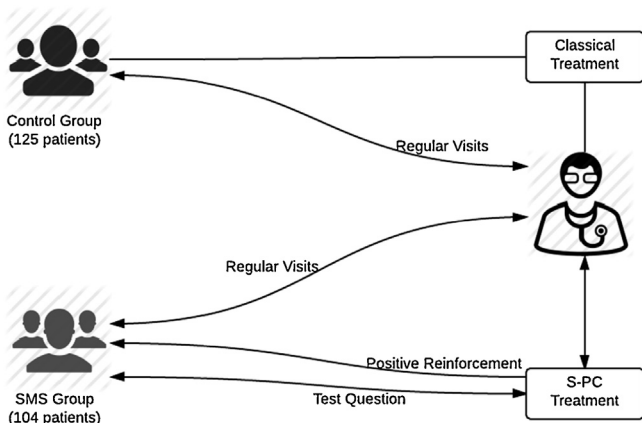 Classical
Treatment
Control Group
(125 patients)
Regular Visits
Regular Visits
Positive Reinforcement
Test Question
S-PC
Treatment
SMS Group
(104 patients)